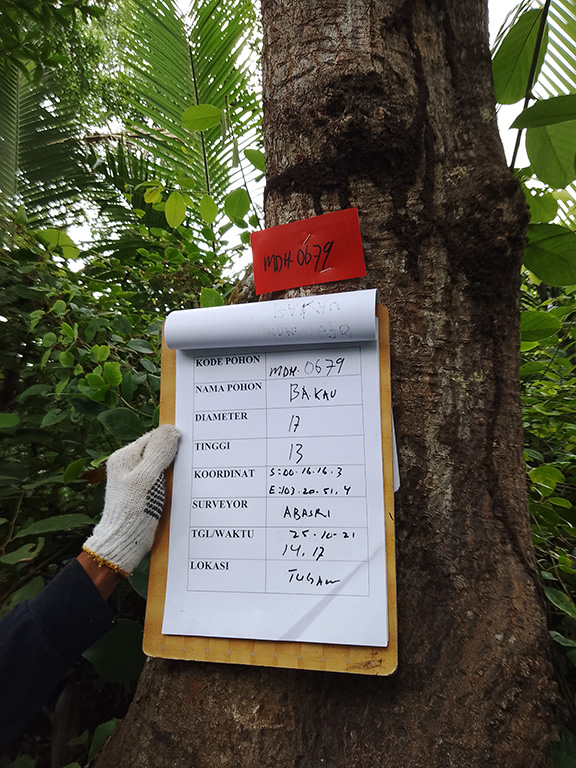 MDH.0679
KODE POHON MDH.0679
NAMA POHON BAKAU
DIAMETER 17
TINGGI 13
KOORDINAT S:00.16.16.3
E:103.20.51.4
SURVEYOR ABASRI
TGL/WAKTU 25.10-21
14.17
LOKASI